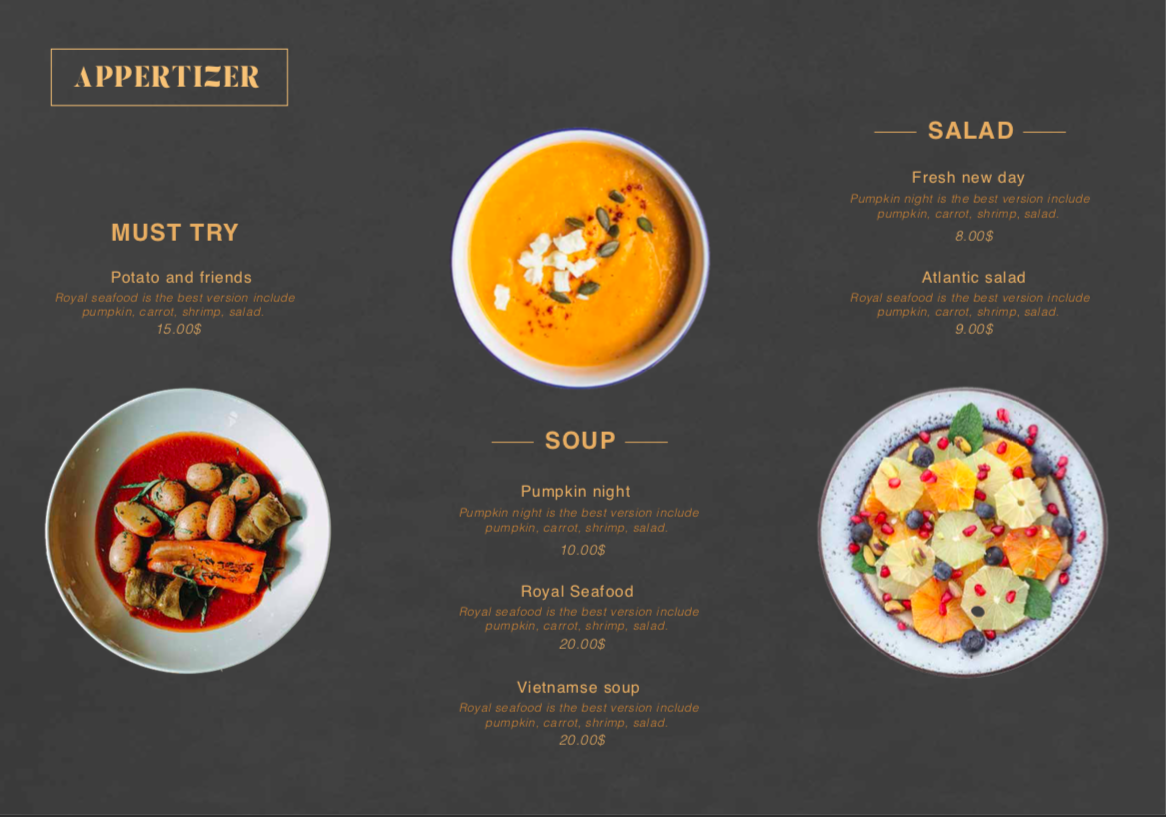 APPERTIZER
MUST TRY
Potato and friends
Royal seafood is the best version include
pumpkin, carrot, shrimp, salad.
15.00$
SOUP
Pumpkin night
Pumpkin night is the best version include
pumpkin, carrot, shrimp, salad.
10.00$
Royal Seafood
Royal seafood is the best version include
pumpkin, carrot, shrimp, salad.
20.00$
Vietnamse soup
Royal seafood is the best version include
pumpkin, carrot, shrimp, salad.
20.00$
SALAD
Fresh new day
Pumpkin night is the best version include
pumpkin, carrot, shrimp, salad.
8.00$
Atlantic salad
Royal seafood is the best version include
pumpkin, carrot, shrimp, salad.
9.00$